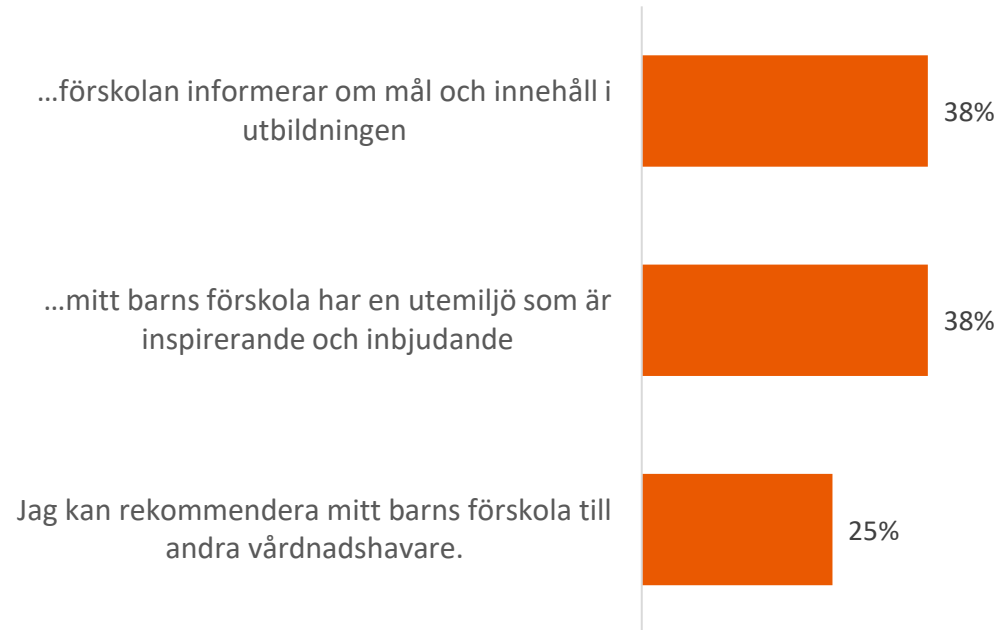 ...förskolan informerar om mål och innehåll i
utbildningen
38%
...mitt barns förskola har en utemiljö som är
inspirerande och inbjudande
38%
Jag kan rekommendera mitt barns förskola till
andra vårdnadshavare.
25%